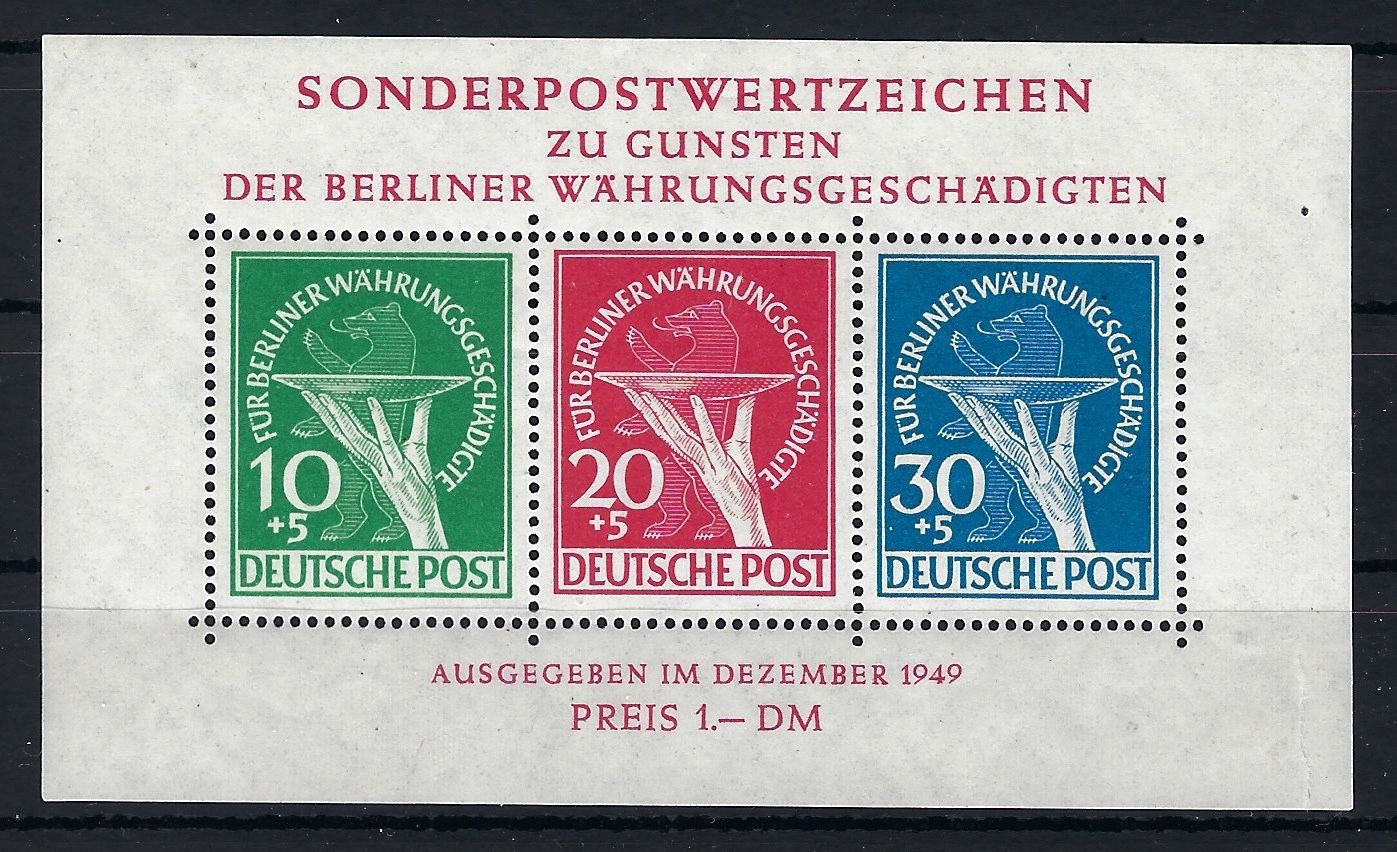 SONDERPOSTWERTZEICHEN
ZU GUNSTEN
DER BERLINER WÄHRUNGSGESCHÄDIGTEN
FÜR BERLINER WÄHRUNGSGESCHÄDIGTE
10
+5
DEUTSCHE POST
FÜR BERLINER WÄHRUNGSGESCHÄDIGTE
20
+5
DEUTSCHE POST
FÜR BERLINER WÄHRUNGSGESCHÄDIGTE
30
+5
DEUTSCHE POST
AUSGEGEBEN IM DEZEMBER 1949
PREIS 1.— DM